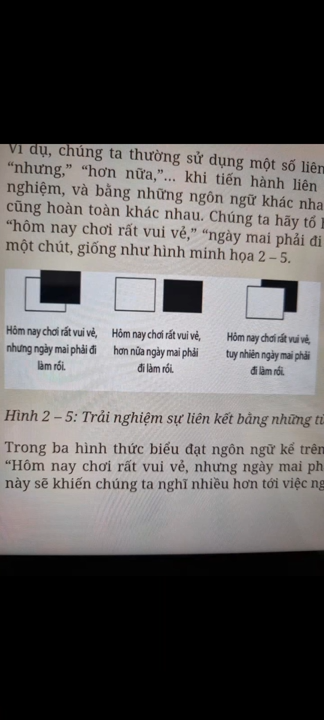 Ví dụ, chúng ta thường sử dụng một số liên
“nhưng,” “hơn nữa,”... khi tiến hành liên
nghiệm, và bằng những ngôn ngữ khác nha
cũng hoàn toàn khác nhau. Chúng ta hãy tổ
“hôm nay chơi rất vui vẻ,” “ngày mai phải đi
một chút, giống như hình minh họa 2 – 5.
Hôm nay chơi rất vui vẻ,
nhưng ngày mai phải đi
làm rồi.
Hôm nay chơi rất vui vẻ,
hơn nữa ngày mai phải
đi làm rồi.
Hôm nay chơi rất vui vẻ,
tuy nhiên ngày mai phải
đi làm rồi.
Hình 2 – 5: Trải nghiệm sự liên kết bằng những từ
Trong ba hình thức biểu đạt ngôn ngữ kể trên
“Hôm nay chơi rất vui vẻ, nhưng ngày mai ph
này sẽ khiến chúng ta nghĩ nhiều hơn tới việc ng